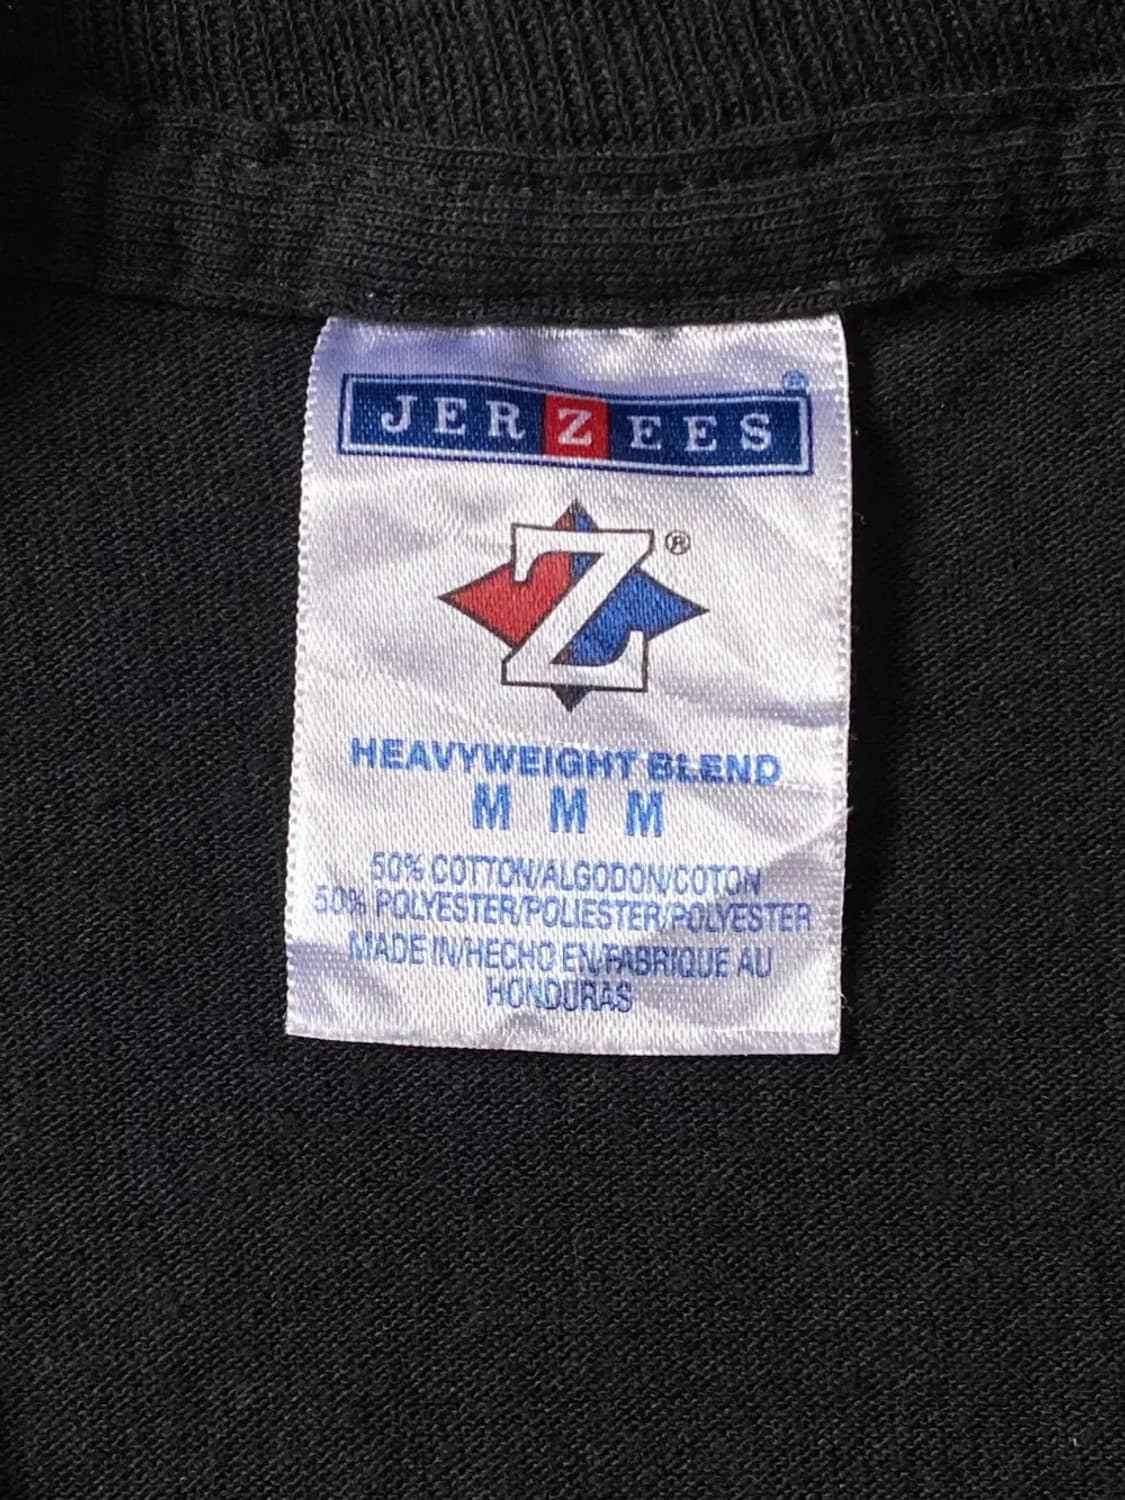 JERZEES®
Z®
HEAVYWEIGHT BLEND
M M M
50% COTTON/ALGODON/COTON
50% POLYESTER/POLIESTER/POLYESTER
MADE IN/HECHO EN/FABRIQUE AU
HONDURAS